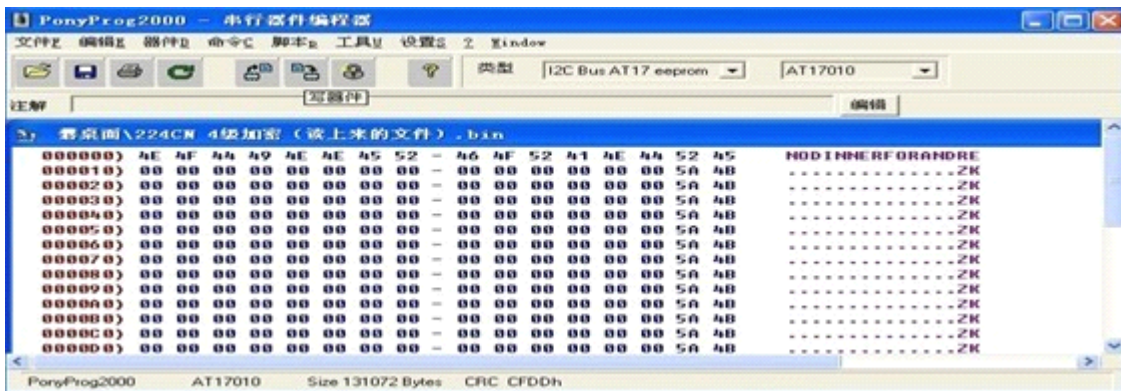 PonyProg2000 - 串行器件编程器
文件F 编辑E 器件D 命令C 脚本R 工具U 设置S ? Window
类型 I2C Bus AT17 eeprom AT17010
注解 写器件 编辑
桌面\224CN 4级加密（读上来的文件）.bin
000000) 4E 4F 44 49 4E 4E 45 52 - 46 4F 52 41 4E 44 52 45 NODINNERFORANDRE
000010) 00 00 00 00 00 00 00 00 - 00 00 00 00 00 00 5A 4B ..............ZK
000020) 00 00 00 00 00 00 00 00 - 00 00 00 00 00 00 5A 4B ..............ZK
000030) 00 00 00 00 00 00 00 00 - 00 00 00 00 00 00 5A 4B ..............ZK
000040) 00 00 00 00 00 00 00 00 - 00 00 00 00 00 00 5A 4B ..............ZK
000050) 00 00 00 00 00 00 00 00 - 00 00 00 00 00 00 5A 4B ..............ZK
000060) 00 00 00 00 00 00 00 00 - 00 00 00 00 00 00 5A 4B ..............ZK
000070) 00 00 00 00 00 00 00 00 - 00 00 00 00 00 00 5A 4B ..............ZK
000080) 00 00 00 00 00 00 00 00 - 00 00 00 00 00 00 5A 4B ..............ZK
000090) 00 00 00 00 00 00 00 00 - 00 00 00 00 00 00 5A 4B ..............ZK
0000A0) 00 00 00 00 00 00 00 00 - 00 00 00 00 00 00 5A 4B ..............ZK
0000B0) 00 00 00 00 00 00 00 00 - 00 00 00 00 00 00 5A 4B ..............ZK
0000C0) 00 00 00 00 00 00 00 00 - 00 00 00 00 00 00 5A 4B ..............ZK
0000D0) 00 00 00 00 00 00 00 00 - 00 00 00 00 00 00 5A 4B ..............ZK
PonyProg2000 AT17010 Size 131072 Bytes CRC CFDDh